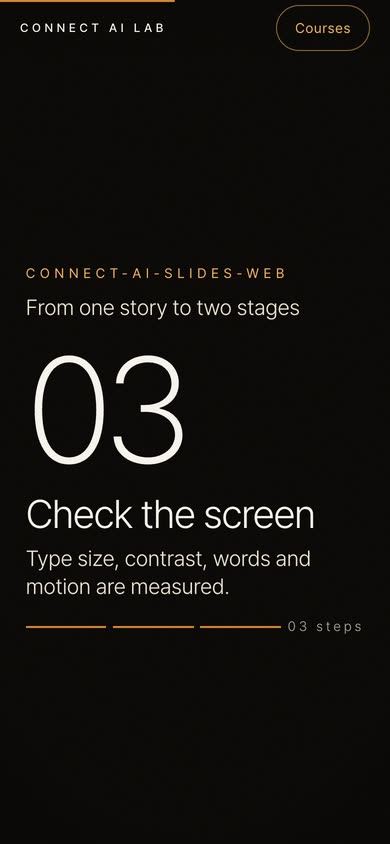 CONNECT AI LAB
Courses
CONNECT-AI-SLIDES-WEB
From one story to two stages
03
Check the screen
Type size, contrast, words and
motion are measured.
03 steps